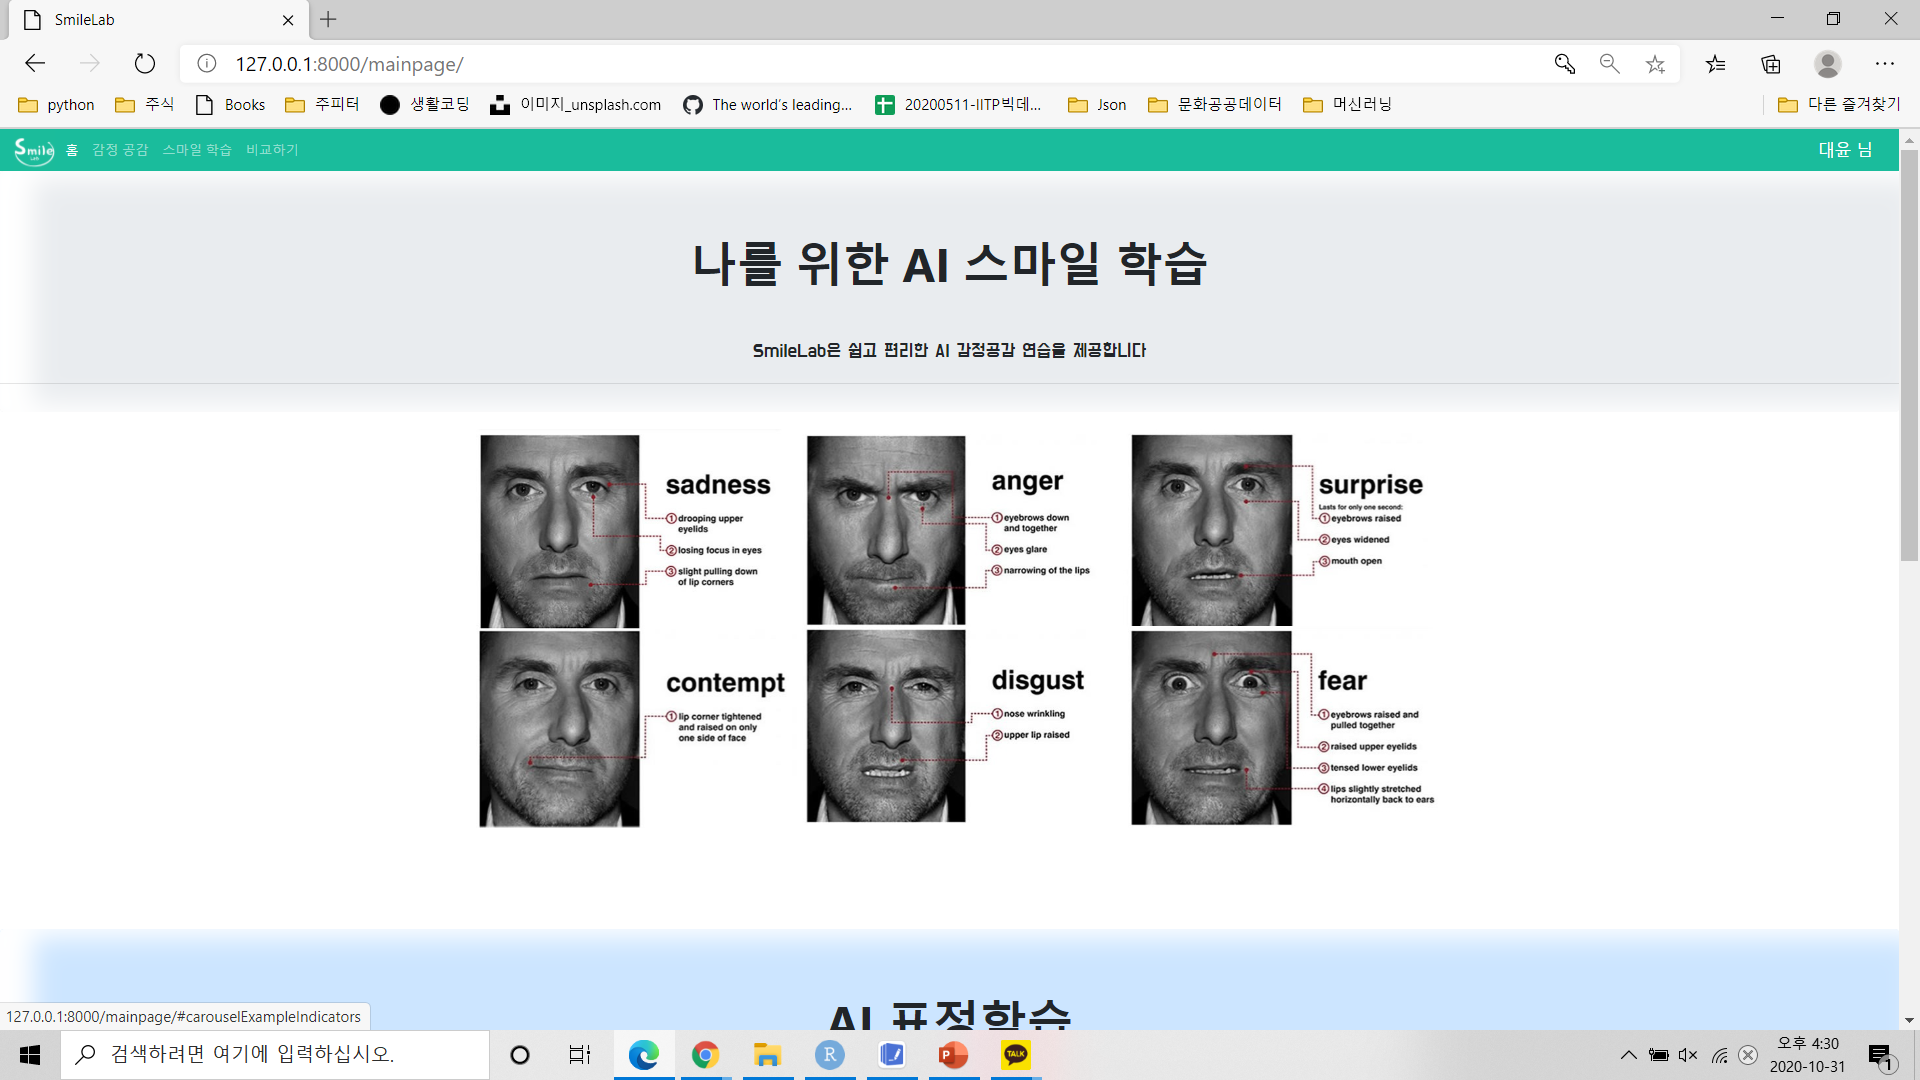 SmileLab
127.0.0.1:8000/mainpage/
python 주식 Books 주피터 생활코딩 이미지_unsplash.com The world's leading... 20200511-IITP빅데... Json 문화공공데이터 머신러닝 다른 즐겨찾기
Smile Lab 홈 감정 공감 스마일 학습 비교하기 대윤 님
나를 위한 AI 스마일 학습
SmileLab은 쉽고 편리한 AI 감정공감 연습을 제공합니다
sadness
1 drooping upper
eyelids
2 losing focus in eyes
3 slight pulling down
of lip corners
anger
1 eyebrows down
and together
2 eyes glare
3 narrowing of the lips
surprise
Lasts for only one second:
1 eyebrows raised
2 eyes widened
3 mouth open
contempt
1 lip corner tightened
and raised on only
one side of face
disgust
1 nose wrinkling
2 upper lip raised
fear
1 eyebrows raised and
pulled together
2 raised upper eyelids
3 tensed lower eyelids
4 lips slightly stretched
horizontally back to ears
AI 표정학습
127.0.0.1:8000/mainpage/#carouselExampleIndicators
검색하려면 여기에 입력하십시오.
R
P
TALK
오후 4:30
2020-10-31
1